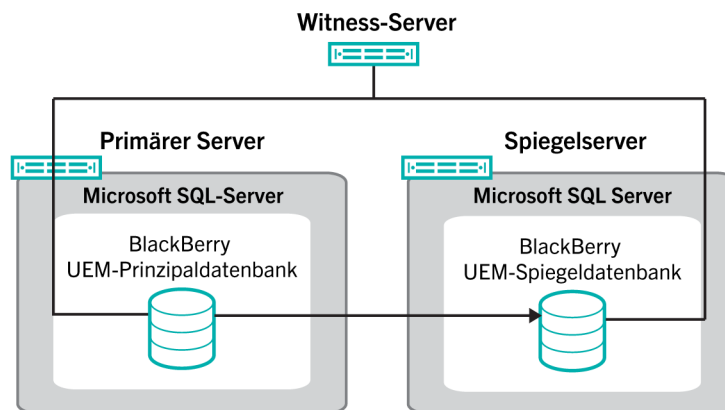 Witness-Server
Primärer Server
Spiegelserver
Microsoft SQL-Server
Microsoft SQL Server
BlackBerry
UEM-Prinzipaldatenbank
BlackBerry
UEM-Spiegeldatenbank